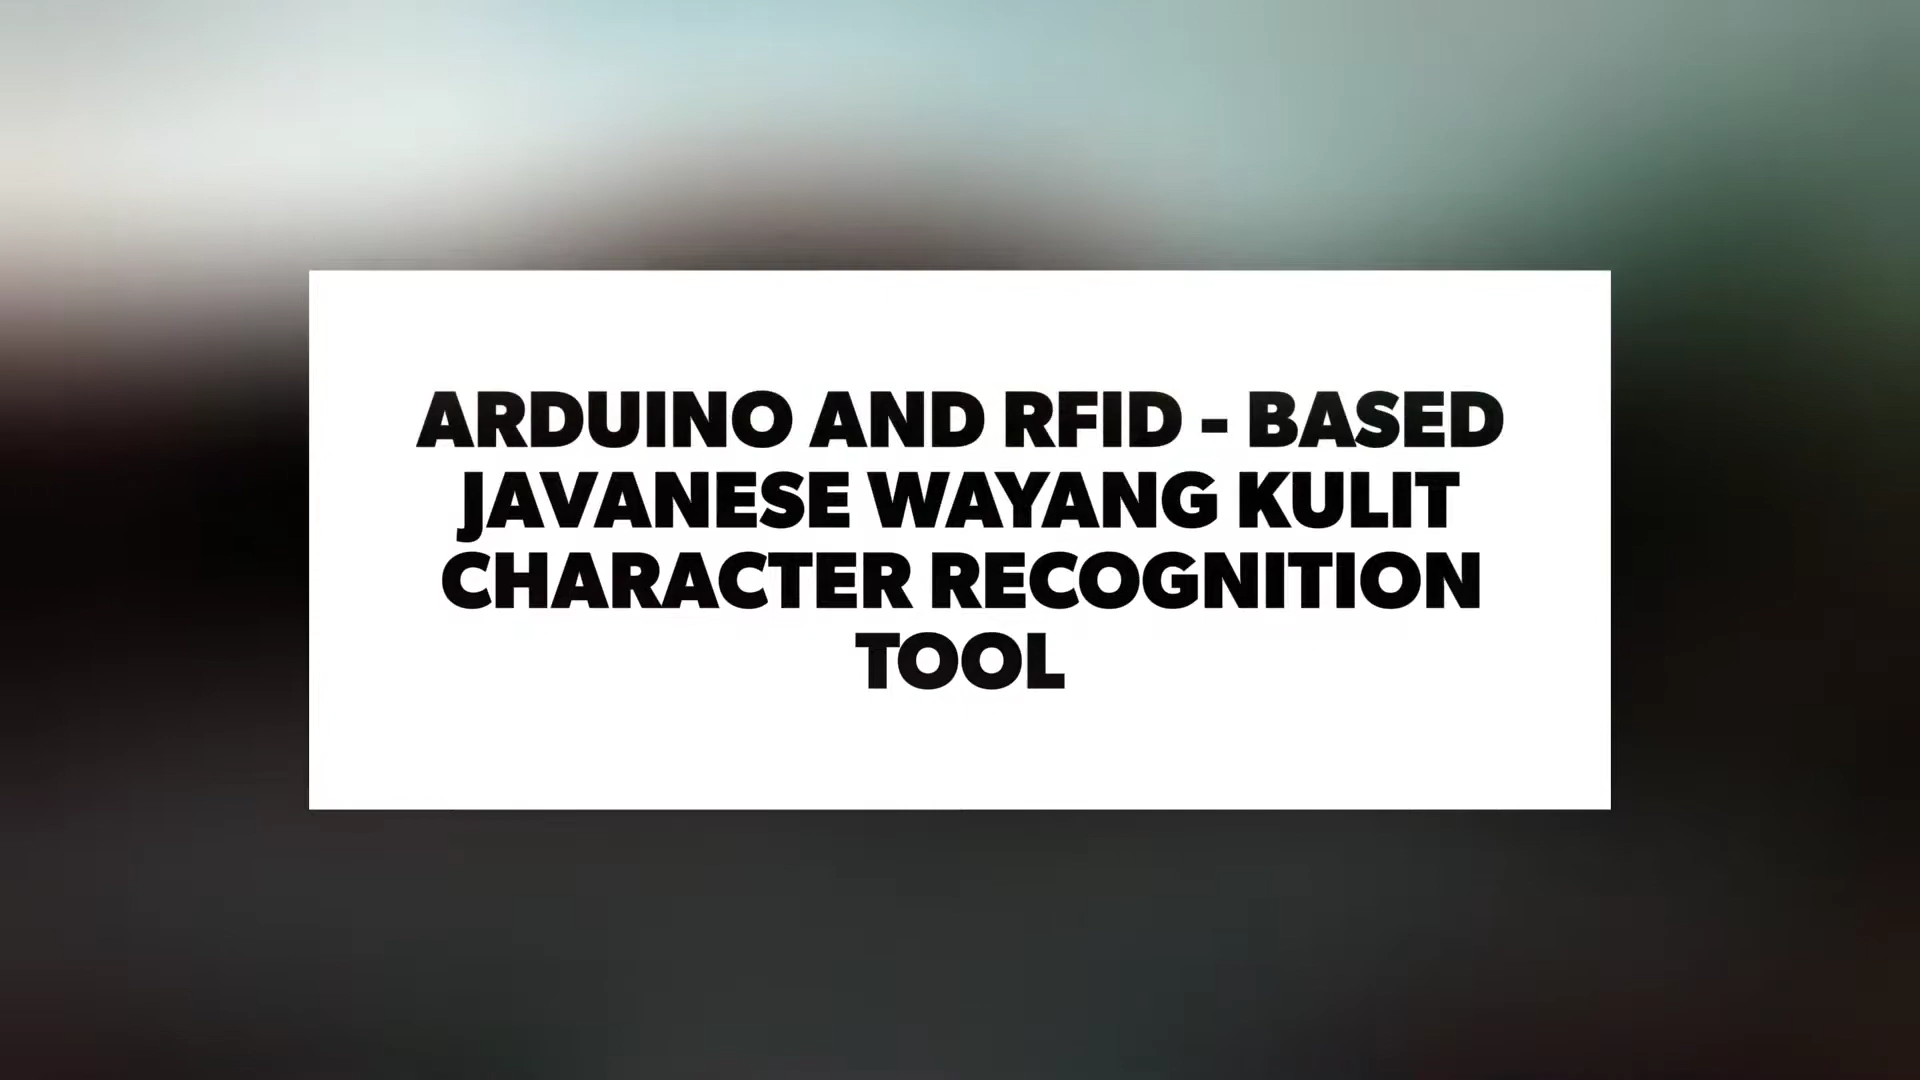 ARDUINO AND RFID - BASED
JAVANESE WAYANG KULIT
CHARACTER RECOGNITION
TOOL